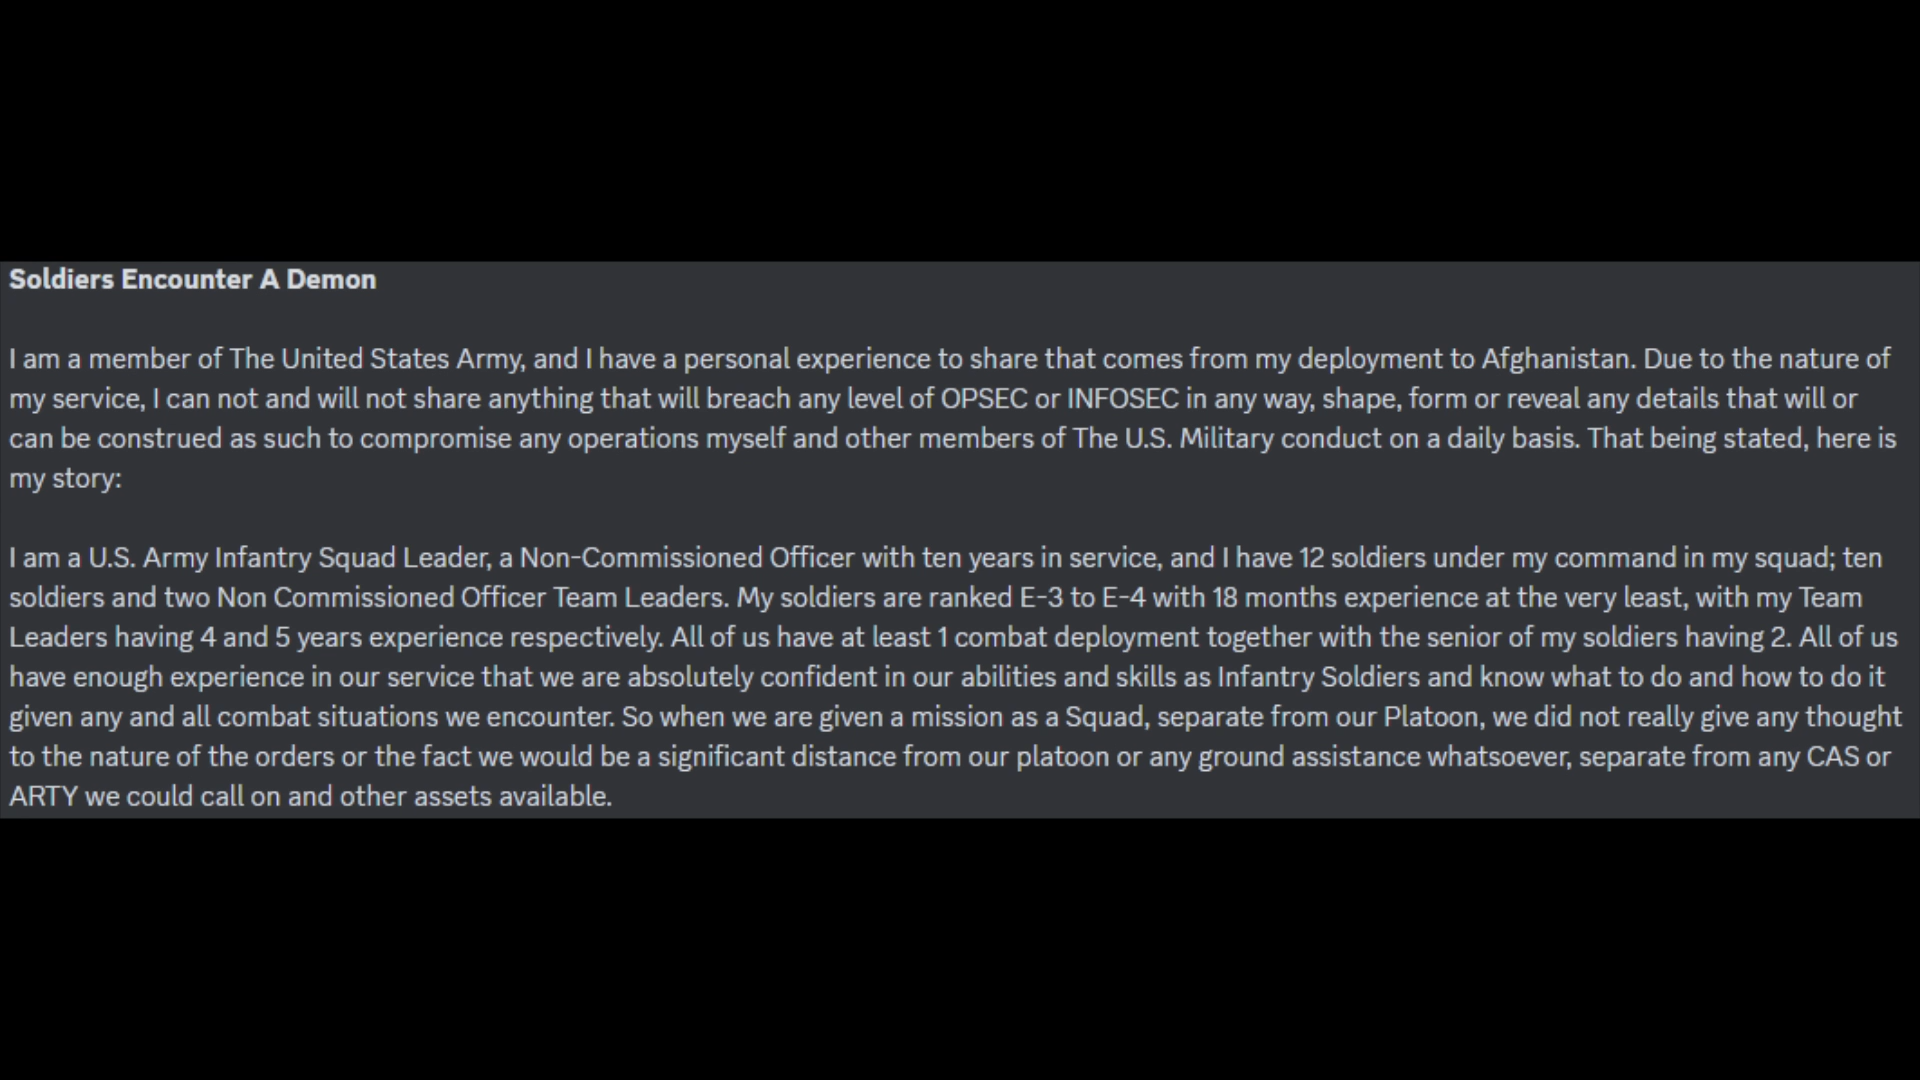 Soldiers Encounter A Demon
I am a member of The United States Army, and I have a personal experience to share that comes from my deployment to Afghanistan. Due to the nature of
my service, I can not and will not share anything that will breach any level of OPSEC or INFOSEC in any way, shape, form or reveal any details that will or
can be construed as such to compromise any operations myself and other members of The U.S. Military conduct on a daily basis. That being stated, here is
my story:
I am a U.S. Army Infantry Squad Leader, a Non-Commissioned Officer with ten years in service, and I have 12 soldiers under my command in my squad; ten
soldiers and two Non Commissioned Officer Team Leaders. My soldiers are ranked E-3 to E-4 with 18 months experience at the very least, with my Team
Leaders having 4 and 5 years experience respectively. All of us have at least 1 combat deployment together with the senior of my soldiers having 2. All of us
have enough experience in our service that we are absolutely confident in our abilities and skills as Infantry Soldiers and know what to do and how to do it
given any and all combat situations we encounter. So when we are given a mission as a Squad, separate from our Platoon, we did not really give any thought
to the nature of the orders or the fact we would be a significant distance from our platoon or any ground assistance whatsoever, separate from any CAS or
ARTY we could call on and other assets available.